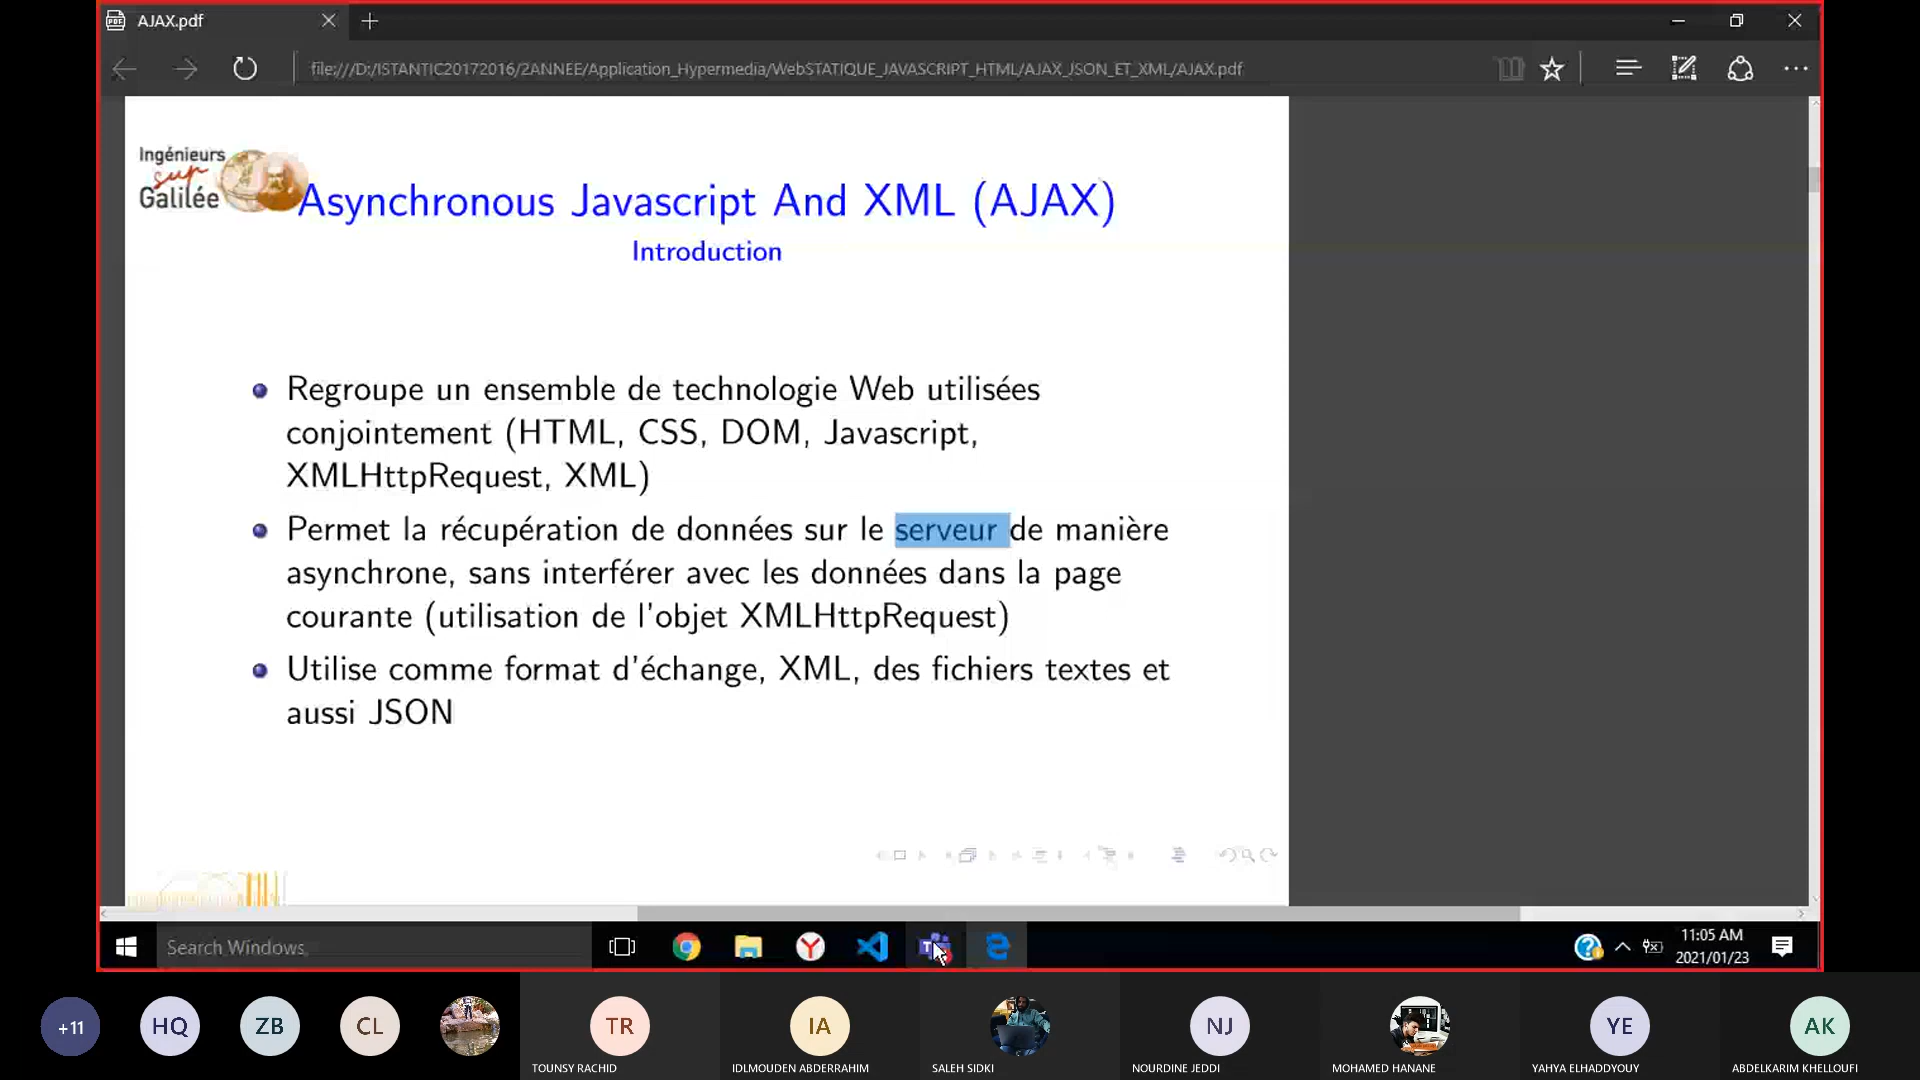 AJAX.pdf
file:///D:/ISTANTIC20172016/2ANNEE/Application_Hypermedia/WebSTATIQUE_JAVASCRIPT_HTML/AJAX_JSON_ET_XML/AJAX.pdf
Ingénieurs
sup
Galilée
Asynchronous Javascript And XML (AJAX)
Introduction
Regroupe un ensemble de technologie Web utilisées
conjointement (HTML, CSS, DOM, Javascript,
XMLHttpRequest, XML)
Permet la récupération de données sur le serveur de manière
asynchrone, sans interférer avec les données dans la page
courante (utilisation de l'objet XMLHttpRequest)
Utilise comme format d'échange, XML, des fichiers textes et
aussi JSON
Search Windows
11:05 AM
2021/01/23
+11
HQ
ZB
CL
TR
IA
NJ
YE
AK
TOUNSY RACHID
IDLMOUDEN ABDERRAHIM
SALEH SIDKI
NOURDINE JEDDI
MOHAMED HANANE
YAHYA ELHADDYOUY
ABDELKARIM KHELLOUFI